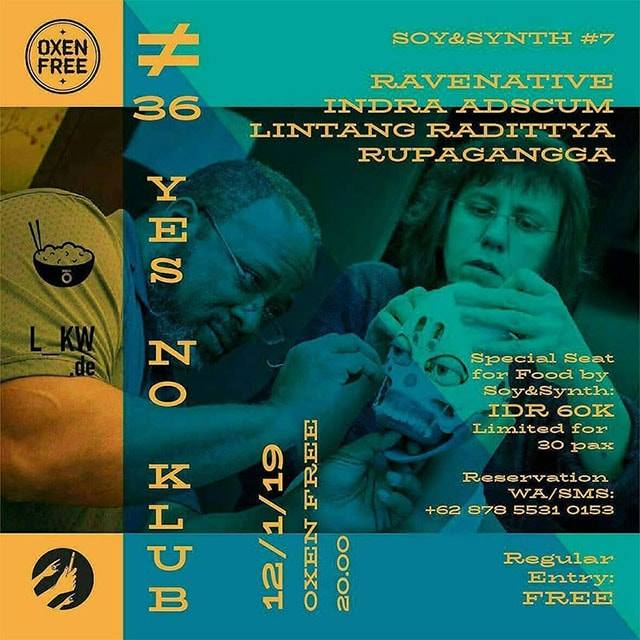 OXEN
FREE
≠
36
YES
NO
KLUB
L_KW
.de
SOY&SYNTH #7
RAVENATIVE
INDRA ADSCUM
LINTANG RADITTYA
RUPAGANGGA
Special Seat
for Food by
Soy&Synth:
IDR 60K
Limited for
30 pax
Reservation
WA/SMS:
+62 878 5531 0153
Regular
Entry:
FREE
12/1/19
OXEN FREE
20.00